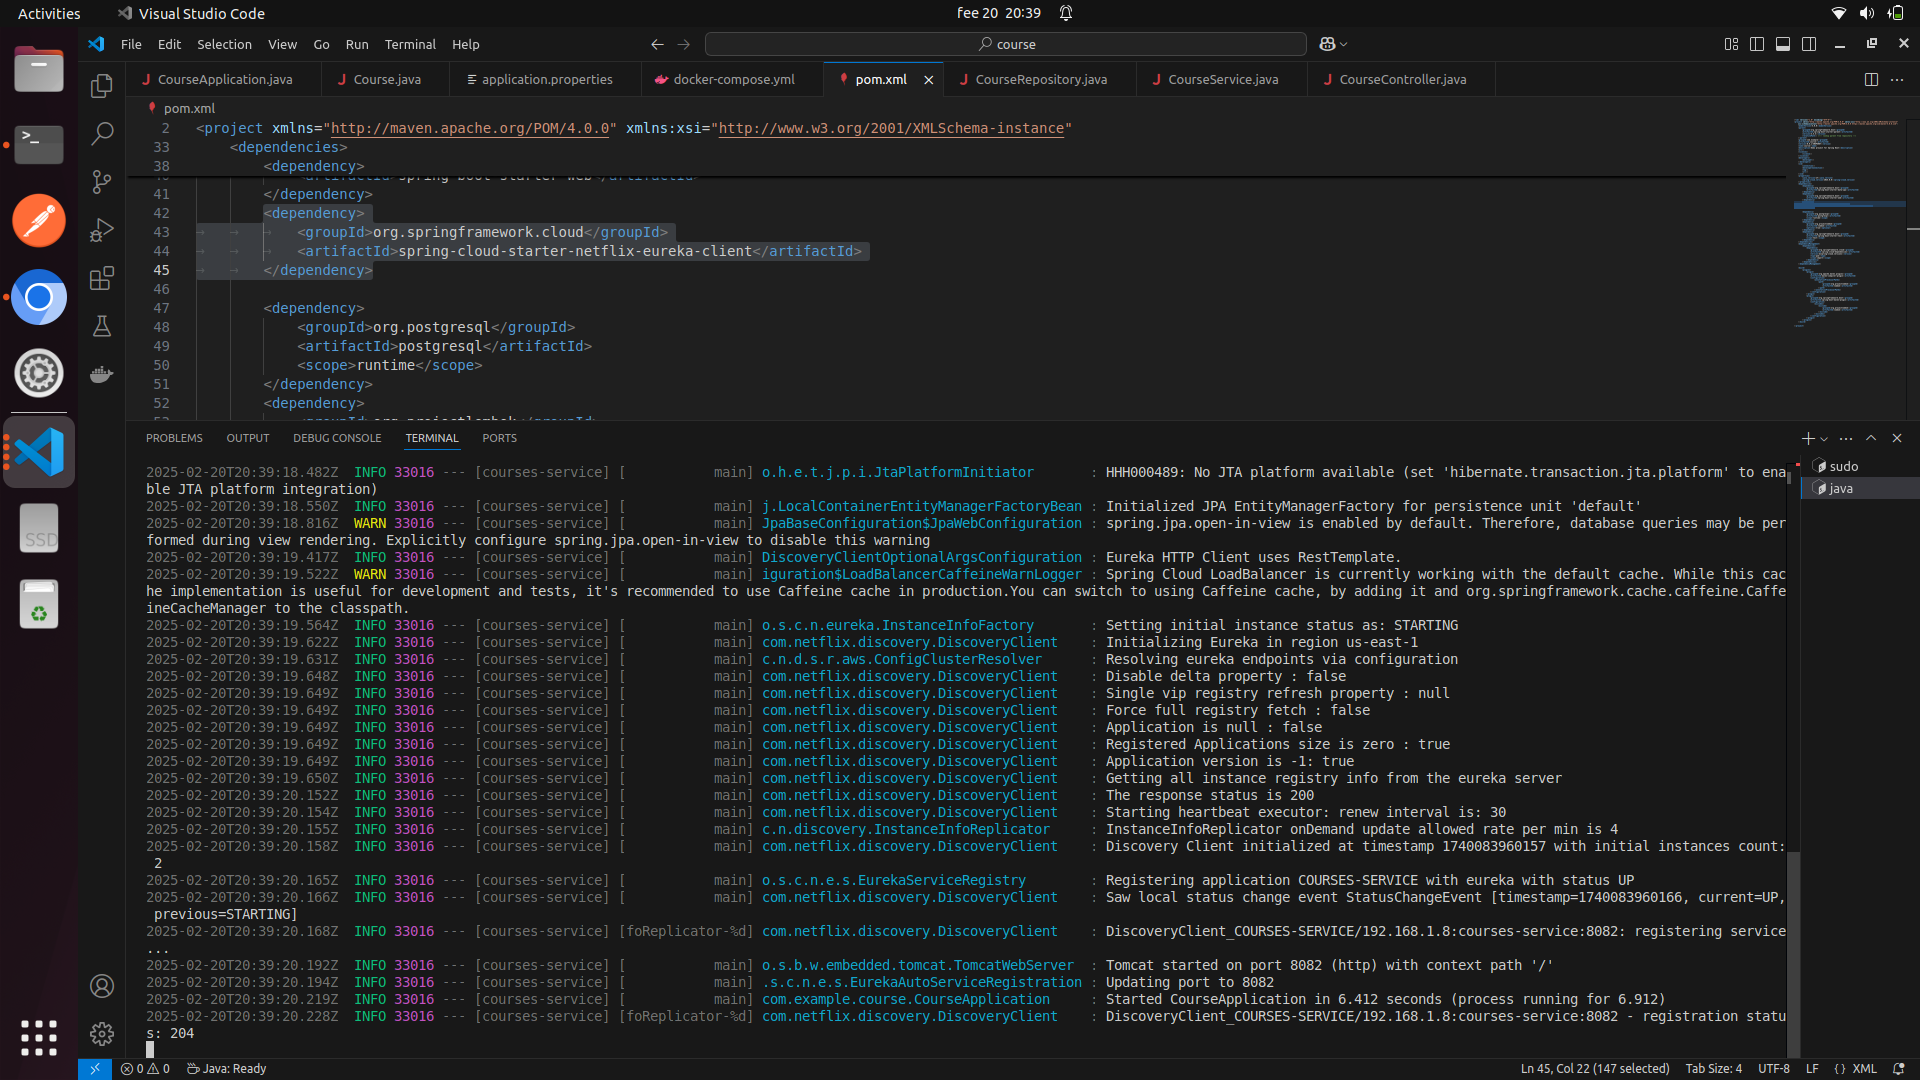 Activities
Visual Studio Code
fee 20 20:39
File Edit Selection View Go Run Terminal Help
course
CourseApplication.java
Course.java
application.properties
docker-compose.yml
pom.xml
CourseRepository.java
CourseService.java
CourseController.java
pom.xml
2 <project xmlns="http://maven.apache.org/POM/4.0.0" xmlns:xsi="http://www.w3.org/2001/XMLSchema-instance"
33 <dependencies>
38 <dependency>
41 </dependency>
42 <dependency>
43 <groupId>org.springframework.cloud</groupId>
44 <artifactId>spring-cloud-starter-netflix-eureka-client</artifactId>
45 </dependency>
46
47 <dependency>
48 <groupId>org.postgresql</groupId>
49 <artifactId>postgresql</artifactId>
50 <scope>runtime</scope>
51 </dependency>
52 <dependency>
PROBLEMS OUTPUT DEBUG CONSOLE TERMINAL PORTS
sudo
java
2025-02-20T20:39:18.482Z INFO 33016 --- [courses-service] [ main] o.h.e.t.j.p.i.JtaPlatformInitiator : HHH000489: No JTA platform available (set 'hibernate.transaction.jta.platform' to ena
ble JTA platform integration)
2025-02-20T20:39:18.550Z INFO 33016 --- [courses-service] [ main] j.LocalContainerEntityManagerFactoryBean : Initialized JPA EntityManagerFactory for persistence unit 'default'
2025-02-20T20:39:18.816Z WARN 33016 --- [courses-service] [ main] JpaBaseConfiguration$JpaWebConfiguration : spring.jpa.open-in-view is enabled by default. Therefore, database queries may be per
formed during view rendering. Explicitly configure spring.jpa.open-in-view to disable this warning
2025-02-20T20:39:19.417Z INFO 33016 --- [courses-service] [ main] DiscoveryClientOptionalArgsConfiguration : Eureka HTTP Client uses RestTemplate.
2025-02-20T20:39:19.522Z WARN 33016 --- [courses-service] [ main] iguration$LoadBalancerCaffeineWarnLogger : Spring Cloud LoadBalancer is currently working with the default cache. While this cac
he implementation is useful for development and tests, it's recommended to use Caffeine cache in production.You can switch to using Caffeine cache, by adding it and org.springframework.cache.caffeine.Caffe
ineCacheManager to the classpath.
2025-02-20T20:39:19.564Z INFO 33016 --- [courses-service] [ main] o.s.c.n.eureka.InstanceInfoFactory : Setting initial instance status as: STARTING
2025-02-20T20:39:19.622Z INFO 33016 --- [courses-service] [ main] com.netflix.discovery.DiscoveryClient : Initializing Eureka in region us-east-1
2025-02-20T20:39:19.631Z INFO 33016 --- [courses-service] [ main] c.n.d.s.r.aws.ConfigClusterResolver : Resolving eureka endpoints via configuration
2025-02-20T20:39:19.648Z INFO 33016 --- [courses-service] [ main] com.netflix.discovery.DiscoveryClient : Disable delta property : false
2025-02-20T20:39:19.649Z INFO 33016 --- [courses-service] [ main] com.netflix.discovery.DiscoveryClient : Single vip registry refresh property : null
2025-02-20T20:39:19.649Z INFO 33016 --- [courses-service] [ main] com.netflix.discovery.DiscoveryClient : Force full registry fetch : false
2025-02-20T20:39:19.649Z INFO 33016 --- [courses-service] [ main] com.netflix.discovery.DiscoveryClient : Application is null : false
2025-02-20T20:39:19.649Z INFO 33016 --- [courses-service] [ main] com.netflix.discovery.DiscoveryClient : Registered Applications size is zero : true
2025-02-20T20:39:19.649Z INFO 33016 --- [courses-service] [ main] com.netflix.discovery.DiscoveryClient : Application version is -1: true
2025-02-20T20:39:19.650Z INFO 33016 --- [courses-service] [ main] com.netflix.discovery.DiscoveryClient : Getting all instance registry info from the eureka server
2025-02-20T20:39:20.152Z INFO 33016 --- [courses-service] [ main] com.netflix.discovery.DiscoveryClient : The response status is 200
2025-02-20T20:39:20.154Z INFO 33016 --- [courses-service] [ main] com.netflix.discovery.DiscoveryClient : Starting heartbeat executor: renew interval is: 30
2025-02-20T20:39:20.155Z INFO 33016 --- [courses-service] [ main] c.n.discovery.InstanceInfoReplicator : InstanceInfoReplicator onDemand update allowed rate per min is 4
2025-02-20T20:39:20.158Z INFO 33016 --- [courses-service] [ main] com.netflix.discovery.DiscoveryClient : Discovery Client initialized at timestamp 1740083960157 with initial instances count:
2
2025-02-20T20:39:20.165Z INFO 33016 --- [courses-service] [ main] o.s.c.n.e.s.EurekaServiceRegistry : Registering application COURSES-SERVICE with eureka with status UP
2025-02-20T20:39:20.166Z INFO 33016 --- [courses-service] [ main] com.netflix.discovery.DiscoveryClient : Saw local status change event StatusChangeEvent [timestamp=1740083960166, current=UP,
previous=STARTING]
2025-02-20T20:39:20.168Z INFO 33016 --- [courses-service] [foReplicator-%d] com.netflix.discovery.DiscoveryClient : DiscoveryClient_COURSES-SERVICE/192.168.1.8:courses-service:8082: registering service
...
2025-02-20T20:39:20.192Z INFO 33016 --- [courses-service] [ main] o.s.b.w.embedded.tomcat.TomcatWebServer : Tomcat started on port 8082 (http) with context path '/'
2025-02-20T20:39:20.194Z INFO 33016 --- [courses-service] [ main] .s.c.n.e.s.EurekaAutoServiceRegistration : Updating port to 8082
2025-02-20T20:39:20.219Z INFO 33016 --- [courses-service] [ main] com.example.course.CourseApplication : Started CourseApplication in 6.412 seconds (process running for 6.912)
2025-02-20T20:39:20.228Z INFO 33016 --- [courses-service] [foReplicator-%d] com.netflix.discovery.DiscoveryClient : DiscoveryClient_COURSES-SERVICE/192.168.1.8:courses-service:8082 - registration statu
s: 204
SSD
0 0 Java: Ready
Ln 45, Col 22 (147 selected) Tab Size: 4 UTF-8 LF {} XML